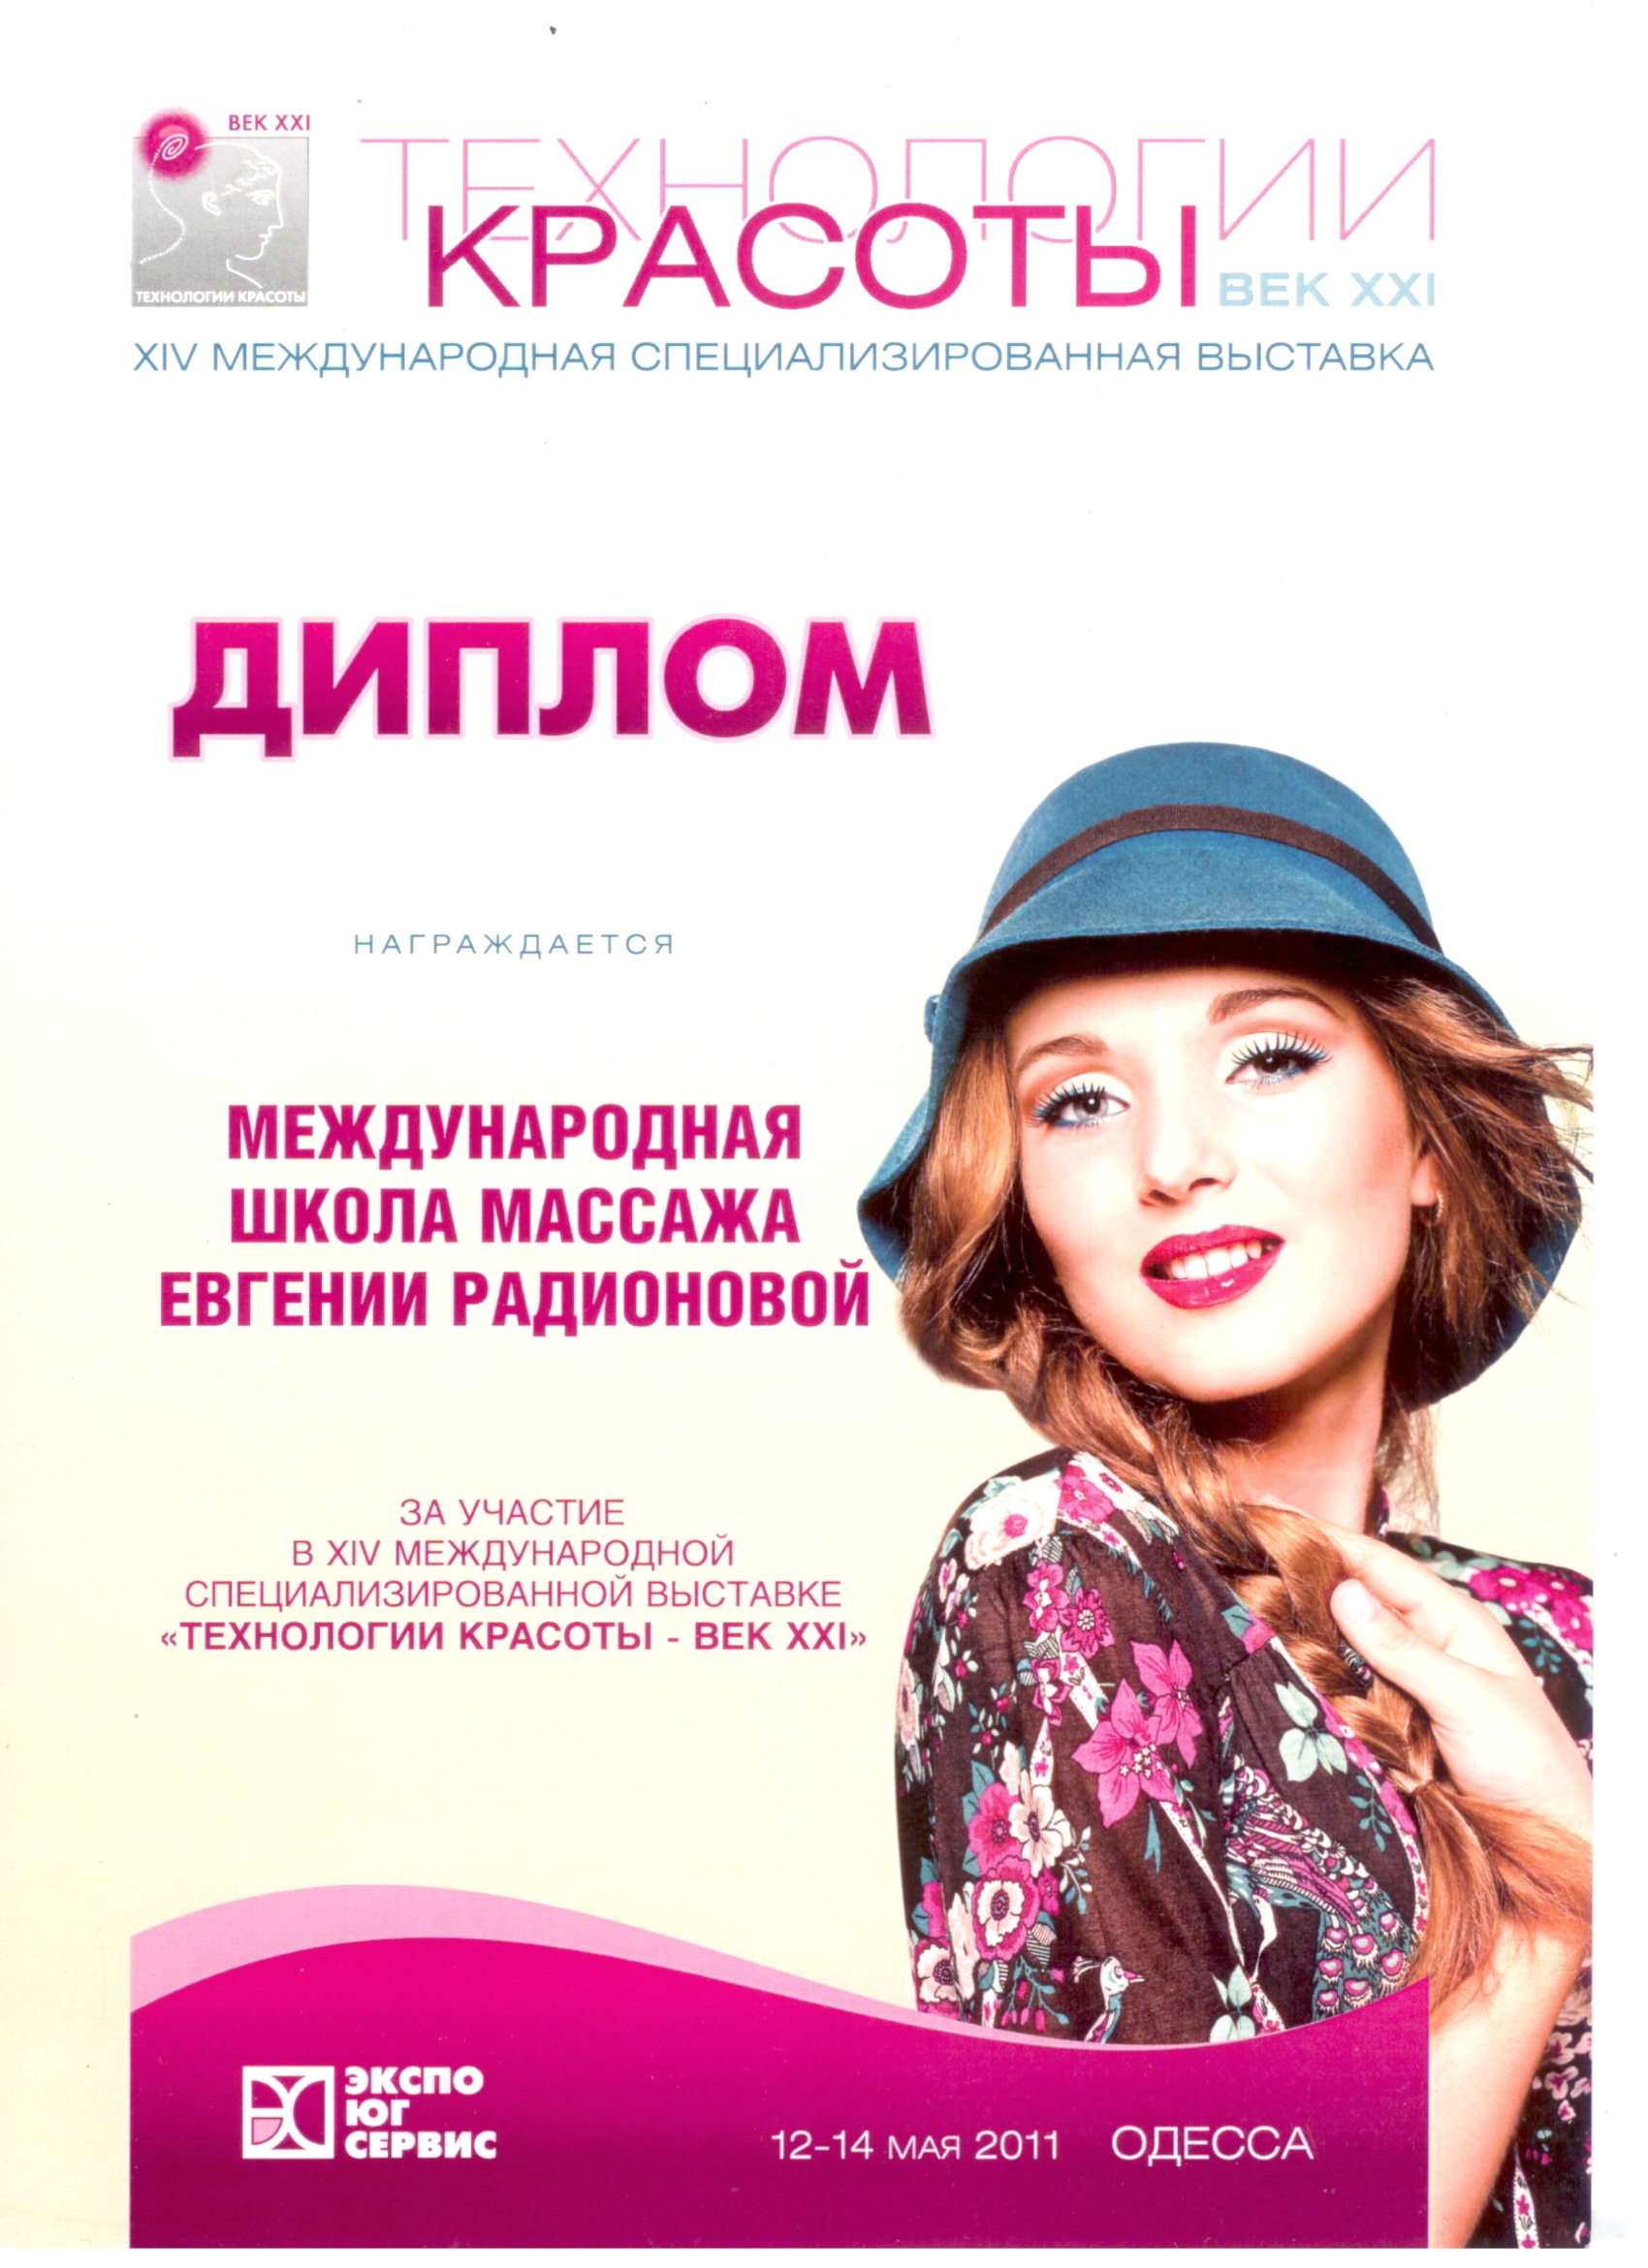 ВЕК XXI
ТЕХНОЛОГИИ КРАСОТЫ
ТЕХНОЛОГИИ
КРАСОТЫ
ВЕК XXI
XIV МЕЖДУНАРОДНАЯ СПЕЦИАЛИЗИРОВАННАЯ ВЫСТАВКА
ДИПЛОМ
НАГРАЖДАЕТСЯ
МЕЖДУНАРОДНАЯ
ШКОЛА МАССАЖА
ЕВГЕНИИ РАДИОНОВОЙ
ЗА УЧАСТИЕ
В XIV МЕЖДУНАРОДНОЙ
СПЕЦИАЛИЗИРОВАННОЙ ВЫСТАВКЕ
«ТЕХНОЛОГИИ КРАСОТЫ - ВЕК XXI»
ЭКСПО
ЮГ
СЕРВИС
12-14 МАЯ 2011 ОДЕССА